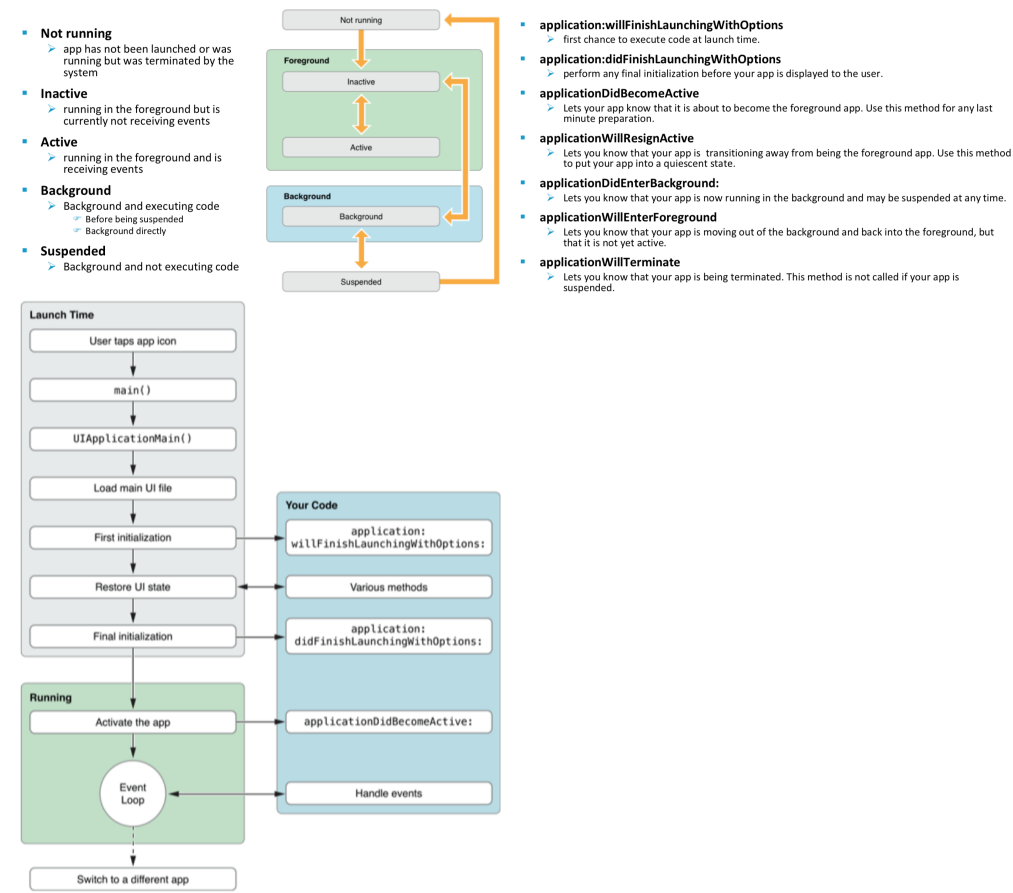 Not running
app has not been launched or was
running but was terminated by the
system
Inactive
running in the foreground but is
currently not receiving events
Active
running in the foreground and is
receiving events
Background
Background and executing code
Before being suspended
Background directly
Suspended
Background and not executing code
Not running
Foreground
Inactive
Active
Background
Background
Suspended
application:willFinishLaunchingWithOptions
first chance to execute code at launch time.
application:didFinishLaunchingWithOptions
perform any final initialization before your app is displayed to the user.
applicationDidBecomeActive
Lets your app know that it is about to become the foreground app. Use this method for any last
minute preparation.
applicationWillResignActive
Lets you know that your app is transitioning away from being the foreground app. Use this method
to put your app into a quiescent state.
applicationDidEnterBackground:
Lets you know that your app is now running in the background and may be suspended at any time.
applicationWillEnterForeground
Lets you know that your app is moving out of the background and back into the foreground, but
that it is not yet active.
applicationWillTerminate
Lets you know that your app is being terminated. This method is not called if your app is
suspended.
Launch Time
User taps app icon
main()
UIApplicationMain()
Load main UI file
First initialization
Restore UI state
Final initialization
Running
Activate the app
Event
Loop
Switch to a different app
Your Code
application:
willFinishLaunchingWithOptions:
Various methods
application:
didFinishLaunchingWithOptions:
applicationDidBecomeActive:
Handle events